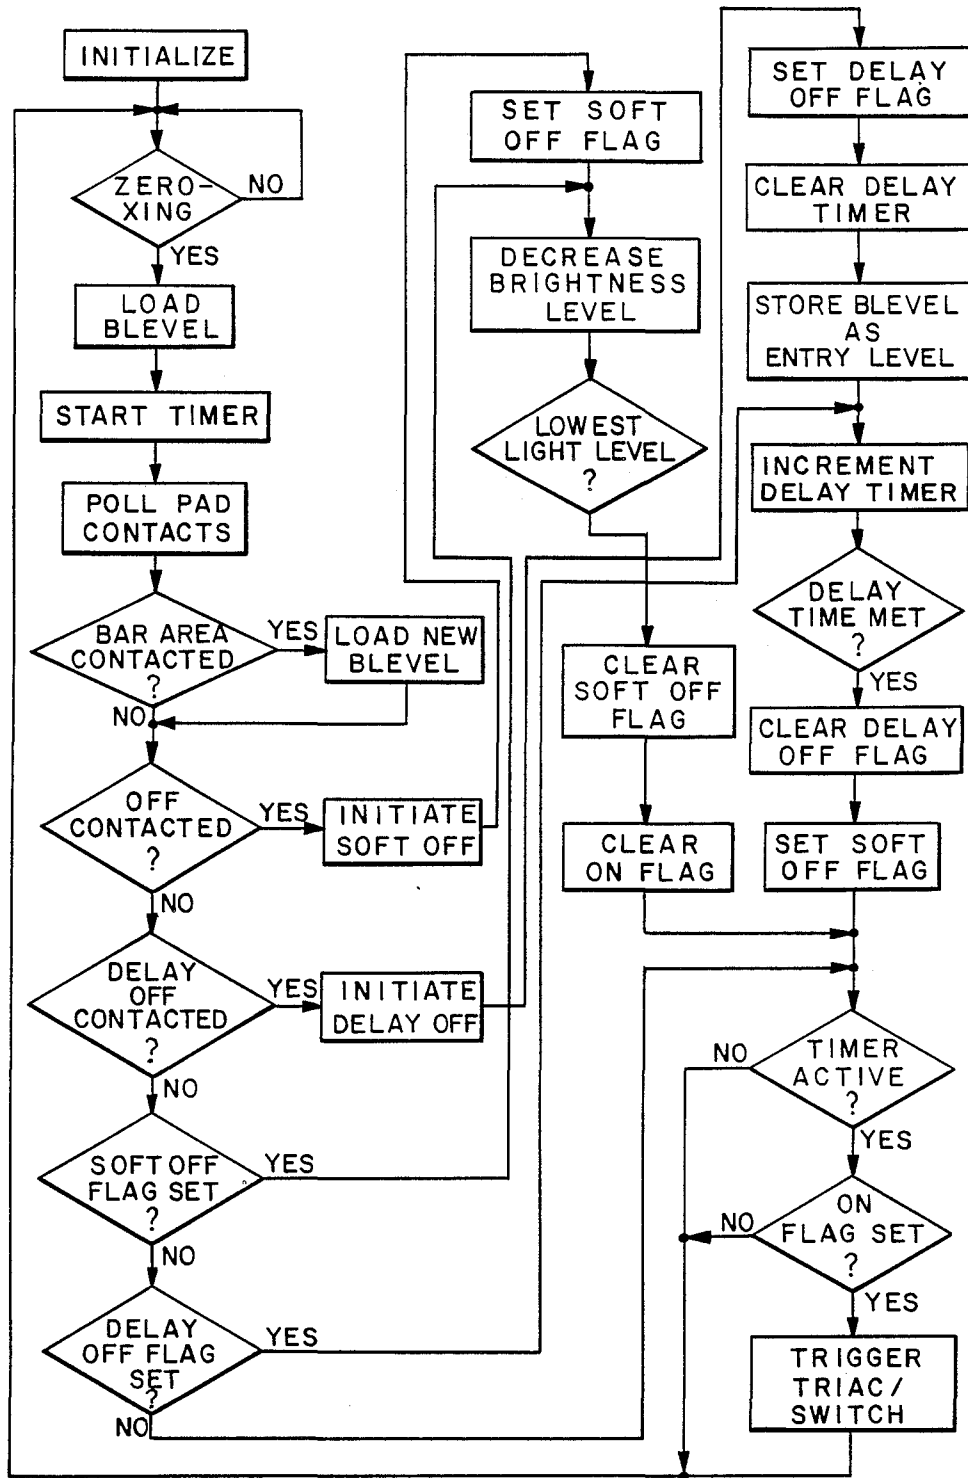 INITIALIZE
ZERO-
XING
NO
YES
LOAD
BLEVEL
START TIMER
POLL PAD
CONTACTS
BAR AREA
CONTACTED
?
YES
LOAD NEW
BLEVEL
NO
OFF
CONTACTED
?
YES
INITIATE
SOFT OFF
NO
DELAY
OFF
CONTACTED
?
YES
INITIATE
DELAY OFF
NO
SOFT OFF
FLAG SET
?
YES
NO
DELAY
OFF FLAG
SET
?
YES
NO
SET SOFT
OFF FLAG
DECREASE
BRIGHTNESS
LEVEL
LOWEST
LIGHT LEVEL
?
CLEAR
SOFT OFF
FLAG
CLEAR
ON FLAG
SET DELAY
OFF FLAG
CLEAR DELAY
TIMER
STORE BLEVEL
AS
ENTRY LEVEL
INCREMENT
DELAY TIMER
DELAY
TIME MET
?
YES
CLEAR DELAY
OFF FLAG
SET SOFT
OFF FLAG
TIMER
ACTIVE
?
NO
YES
ON
FLAG SET
?
NO
YES
TRIGGER
TRIAC/
SWITCH